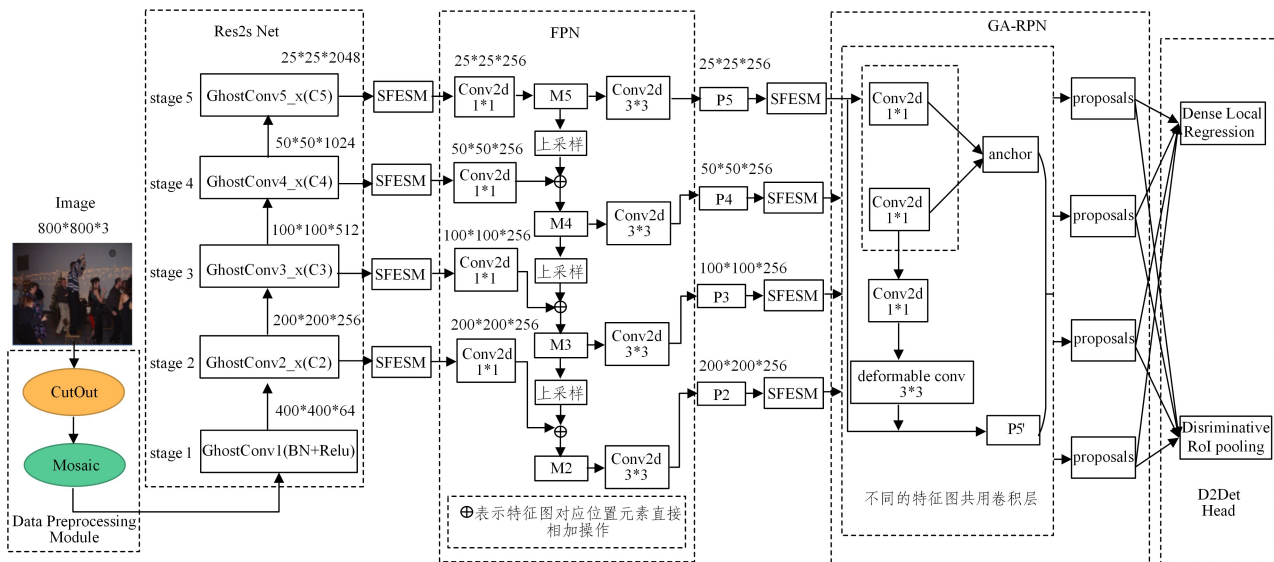 Image
800*800*3
CutOut
Mosaic
Data Preprocessing
Module
Res2s Net
25*25*2048
stage 5
GhostConv5_x(C5)
50*50*1024
stage 4
GhostConv4_x(C4)
100*100*512
stage 3
GhostConv3_x(C3)
200*200*256
stage 2
GhostConv2_x(C2)
400*400*64
stage 1
GhostConv1(BN+Relu)
SFESM
SFESM
SFESM
SFESM
FPN
25*25*256
Conv2d
1*1
M5
Conv2d
3*3
上采样
50*50*256
Conv2d
1*1
M4
Conv2d
3*3
上采样
100*100*256
Conv2d
1*1
M3
Conv2d
3*3
上采样
200*200*256
Conv2d
1*1
M2
Conv2d
3*3
⊕表示特征图对应位置元素直接
相加操作
25*25*256
P5
SFESM
50*50*256
P4
SFESM
100*100*256
P3
SFESM
200*200*256
P2
SFESM
GA-RPN
Conv2d
1*1
anchor
Conv2d
1*1
Conv2d
1*1
deformable conv
3*3
P5'
不同的特征图共用卷积层
proposals
proposals
proposals
proposals
Dense Local
Regression
Disriminative
RoI pooling
D2Det
Head